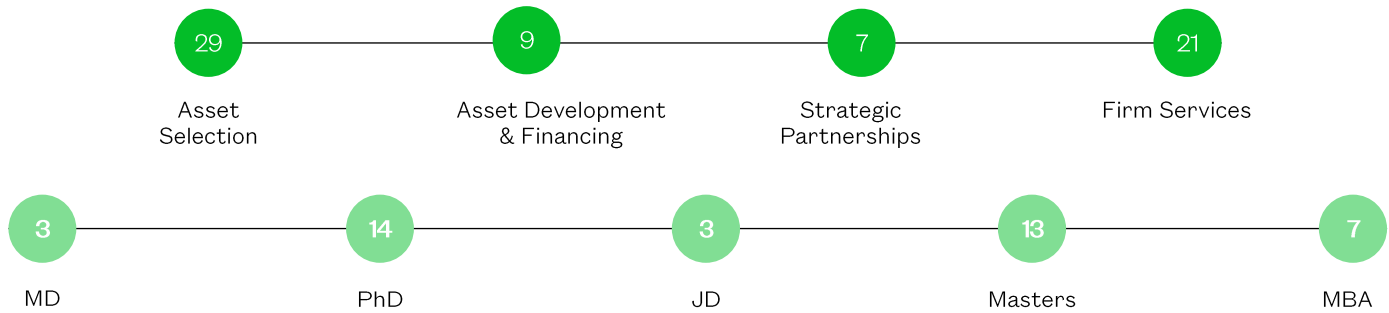 29
9
7
21
Asset
Selection
Asset Development
& Financing
Strategic
Partnerships
Firm Services
3
14
3
13
7
MD
PhD
JD
Masters
MBA